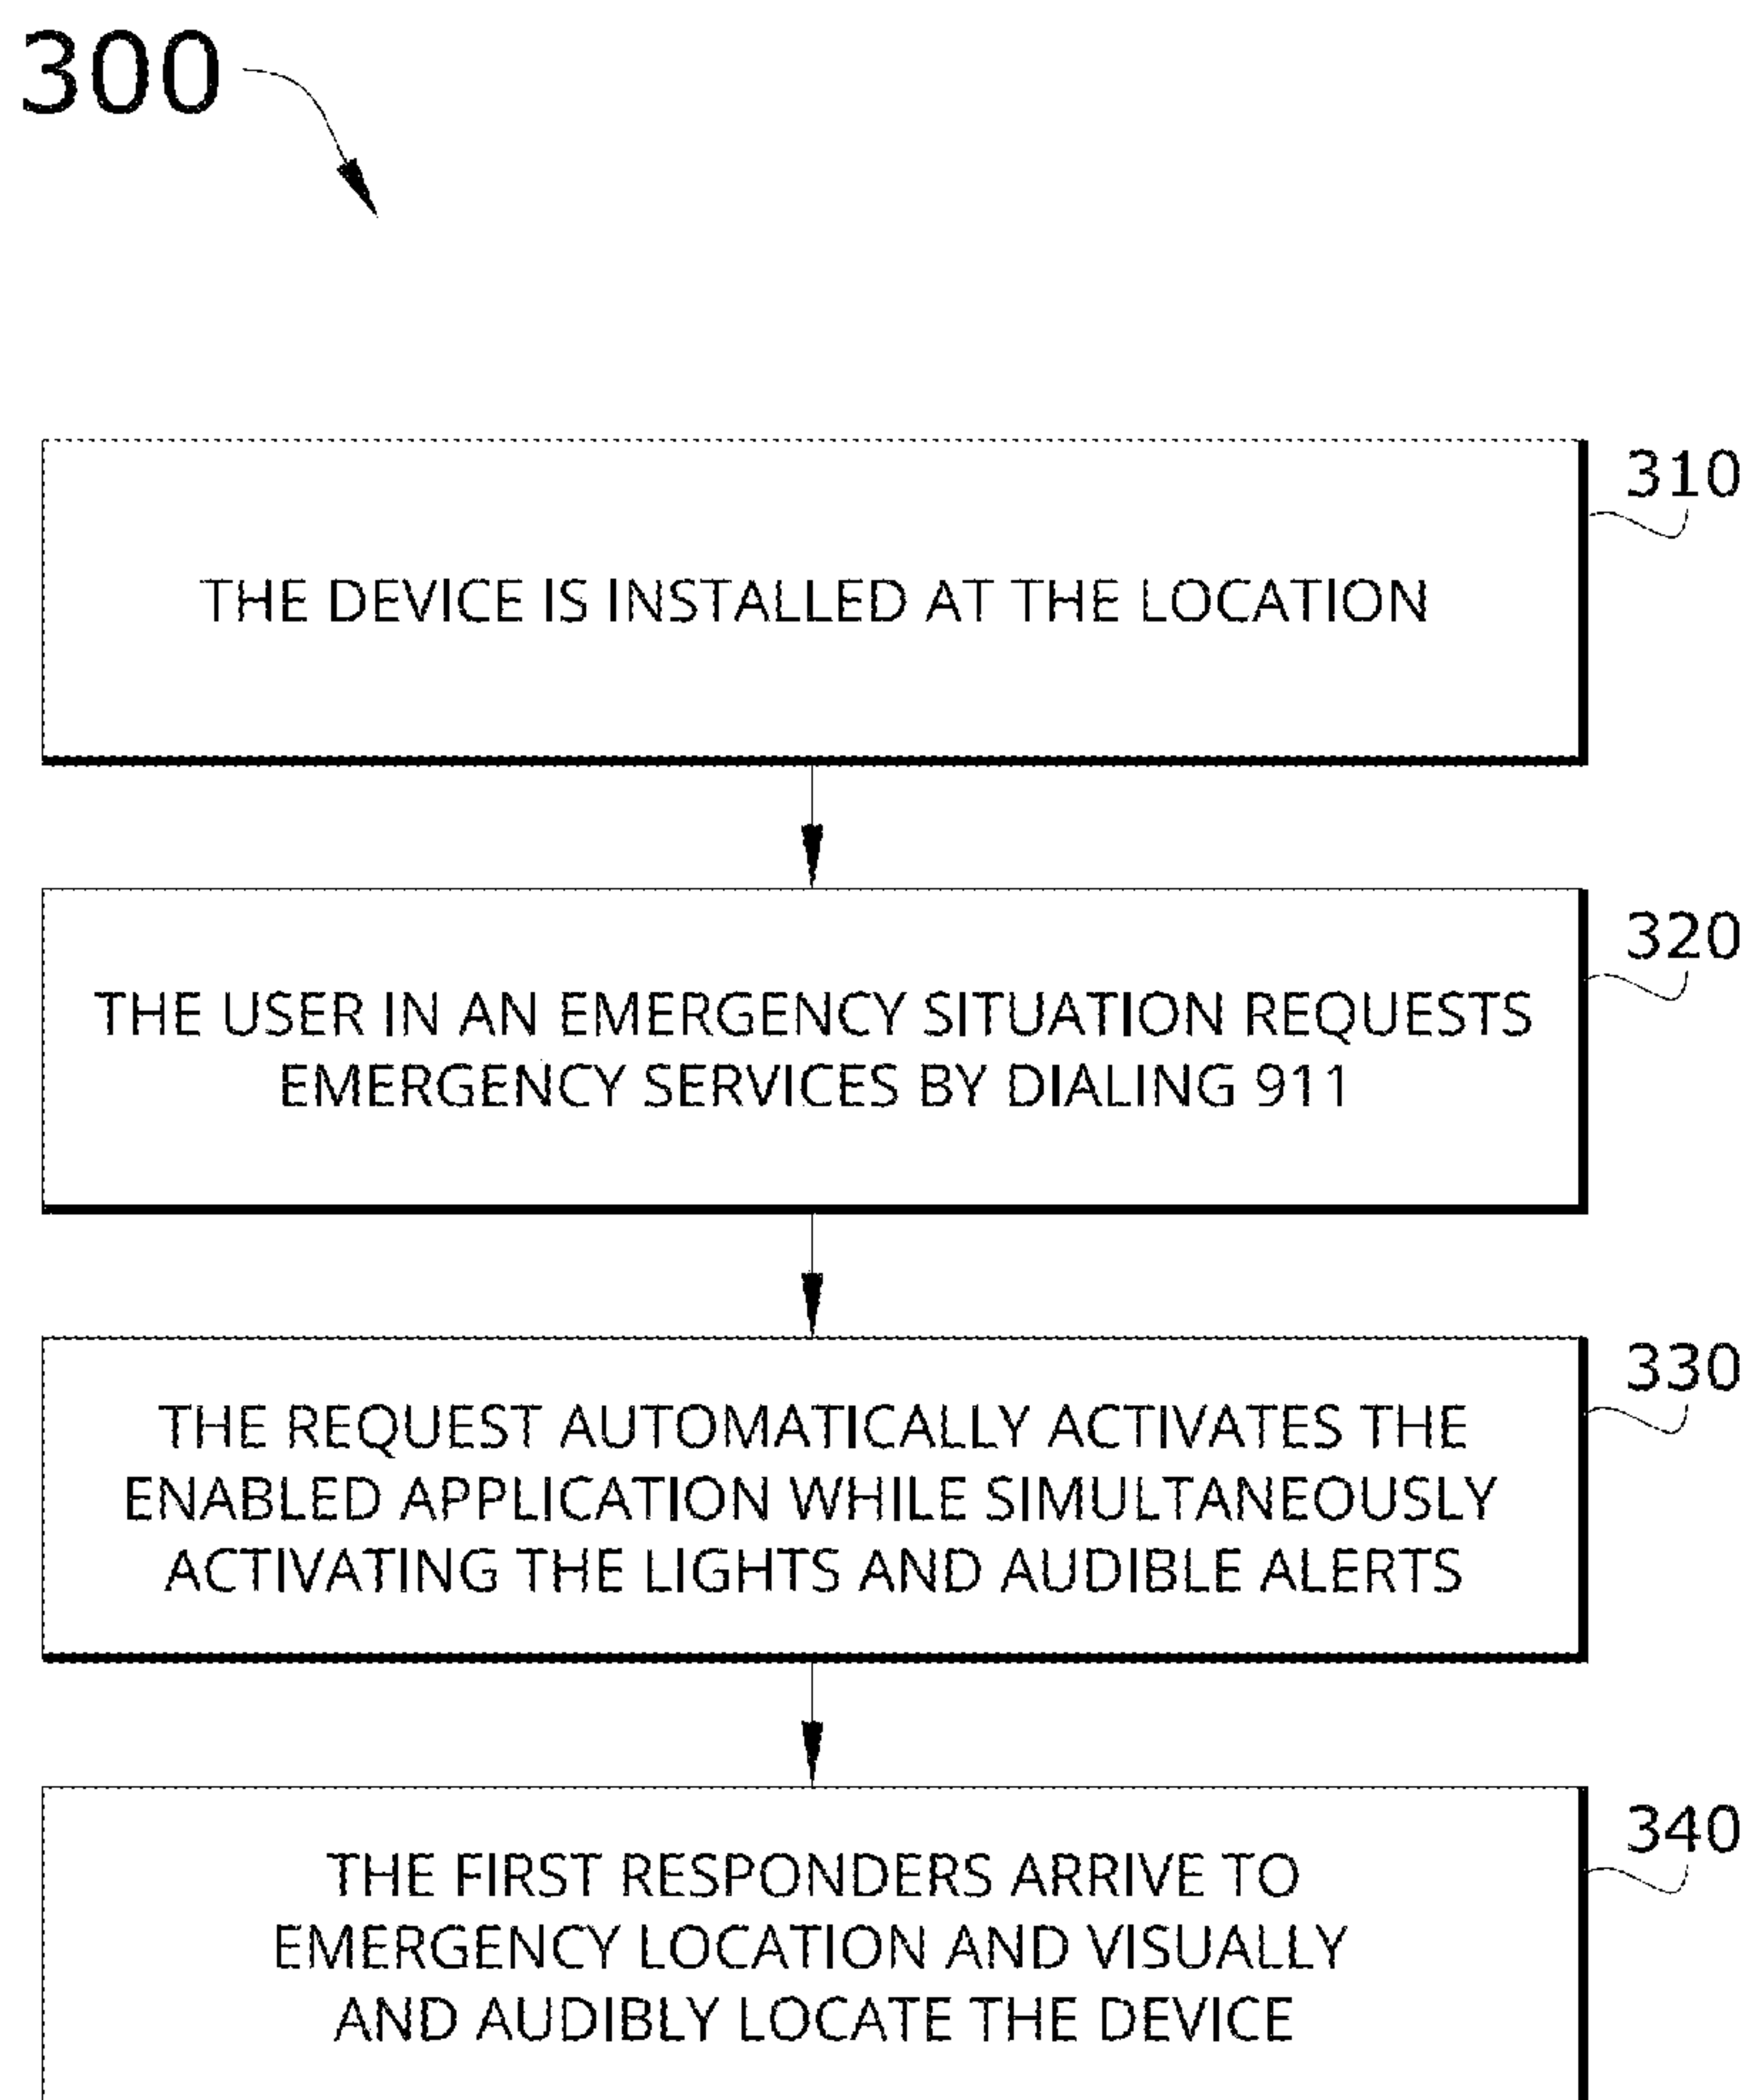 300
310
THE DEVICE IS INSTALLED AT THE LOCATION
320
THE USER IN AN EMERGENCY SITUATION REQUESTS
EMERGENCY SERVICES BY DIALING 911
330
THE REQUEST AUTOMATICALLY ACTIVATES THE
ENABLED APPLICATION WHILE SIMULTANEOUSLY
ACTIVATING THE LIGHTS AND AUDIBLE ALERTS
340
THE FIRST RESPONDERS ARRIVE TO
EMERGENCY LOCATION AND VISUALLY
AND AUDIBLY LOCATE THE DEVICE